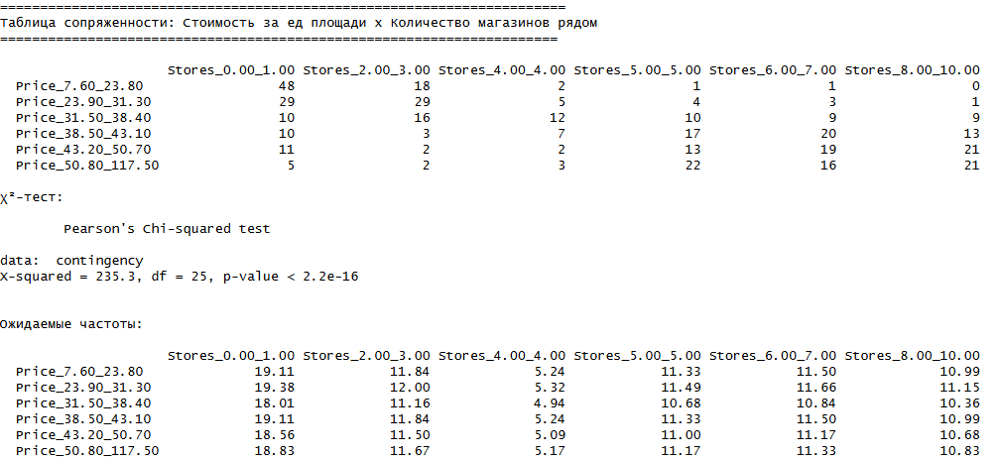 =======================================================================
Таблица сопряженности: Стоимость за ед площади x Количество магазинов рядом
======================================================================
Stores_0.00_1.00 Stores_2.00_3.00 Stores_4.00_4.00 Stores_5.00_5.00 Stores_6.00_7.00 Stores_8.00_10.00
Price_7.60_23.80 48 18 2 1 1 0
Price_23.90_31.30 29 29 5 4 3 1
Price_31.50_38.40 10 16 12 10 9 9
Price_38.50_43.10 10 3 7 17 20 13
Price_43.20_50.70 11 2 2 13 19 21
Price_50.80_117.50 5 2 3 22 16 21
χ²-тест:
Pearson's Chi-squared test
data: contingency
X-squared = 235.3, df = 25, p-value < 2.2e-16
Ожидаемые частоты:
Stores_0.00_1.00 Stores_2.00_3.00 Stores_4.00_4.00 Stores_5.00_5.00 Stores_6.00_7.00 Stores_8.00_10.00
Price_7.60_23.80 19.11 11.84 5.24 11.33 11.50 10.99
Price_23.90_31.30 19.38 12.00 5.32 11.49 11.66 11.15
Price_31.50_38.40 18.01 11.16 4.94 10.68 10.84 10.36
Price_38.50_43.10 19.11 11.84 5.24 11.33 11.50 10.99
Price_43.20_50.70 18.56 11.50 5.09 11.00 11.17 10.68
Price_50.80_117.50 18.83 11.67 5.17 11.17 11.33 10.83